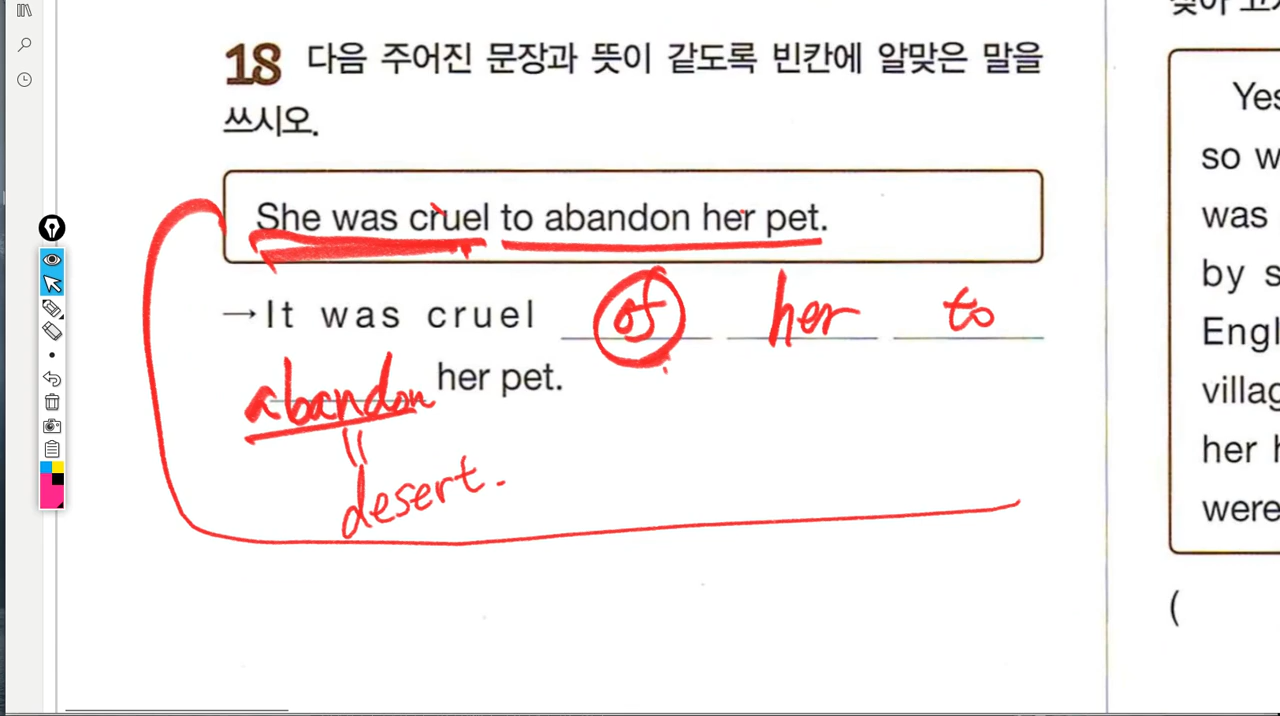 18 다음 주어진 문장과 뜻이 같도록 빈칸에 알맞은 말을
쓰시오.
She was cruel to abandon her pet.
→ It was cruel of her to
abandon her pet.
"
desert.
Yes
so w
was
by s
Engl
villag
her h
were
(